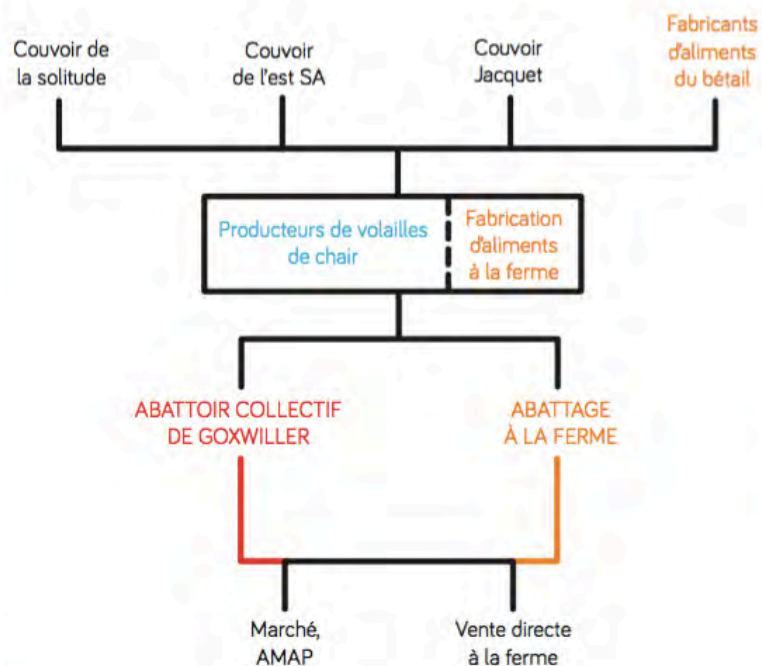 Couvoir de
la solitude
Couvoir
de l'est SA
Couvoir
Jacquet
Fabricants
d'aliments
du bétail
Producteurs de volailles
de chair
Fabrication
d'aliments
à la ferme
ABATTOIR COLLECTIF
DE GOXWILLER
ABATTAGE
À LA FERME
Marché,
AMAP
Vente directe
à la ferme